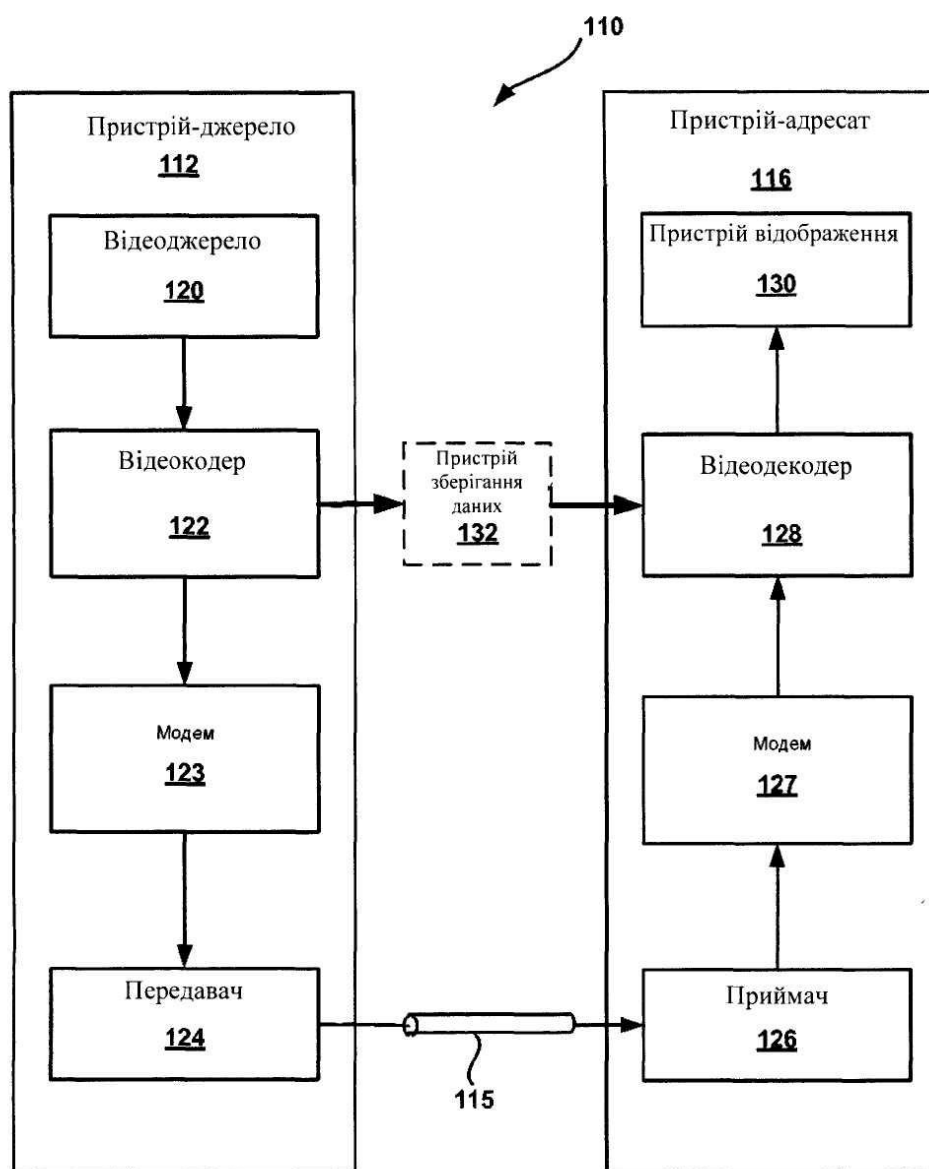 110
Пристрій-джерело
112
Відеоджерело
120
Відеокодер
122
Модем
123
Передавач
124
Пристрій
зберігання
даних
132
115
Пристрій-адресат
116
Пристрій відображення
130
Відеодекодер
128
Модем
127
Приймач
126